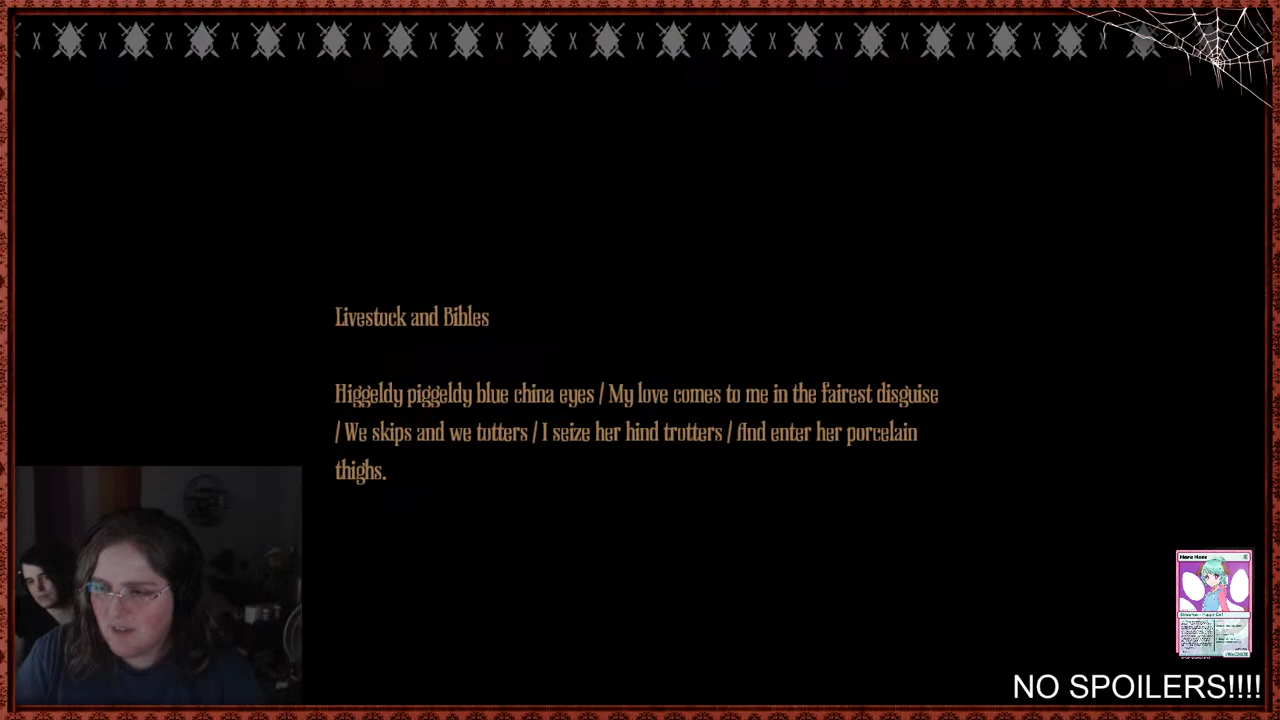 Livestock and Bibles
Higgeldy piggeldy blue china eyes / My love comes to me in the fairest disguise
/ We skips and we totters / I seize her hind trotters / And enter her porcelain
thighs.
NO SPOILERS!!!!